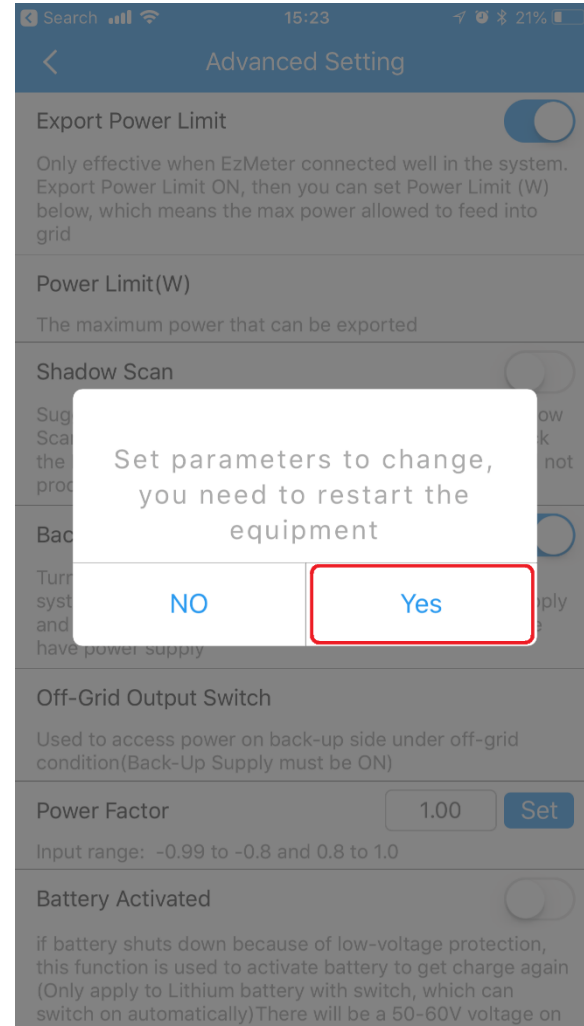 Search 15:23 21%
Advanced Setting
Export Power Limit
Only effective when EzMeter connected well in the system.
Export Power Limit ON, then you can set Power Limit (W)
below, which means the max power allowed to feed into
grid
Power Limit(W)
The maximum power that can be exported
Shadow Scan
Set parameters to change,
you need to restart the
equipment
NO Yes
the not
and
have power supply
Off-Grid Output Switch
Used to access power on back-up side under off-grid
condition(Back-Up Supply must be ON)
Power Factor 1.00 Set
Input range: -0.99 to -0.8 and 0.8 to 1.0
Battery Activated
if battery shuts down because of low-voltage protection,
this function is used to activate battery to get charge again
(Only apply to Lithium battery with switch, which can
switch on automatically)There will be a 50-60V voltage on